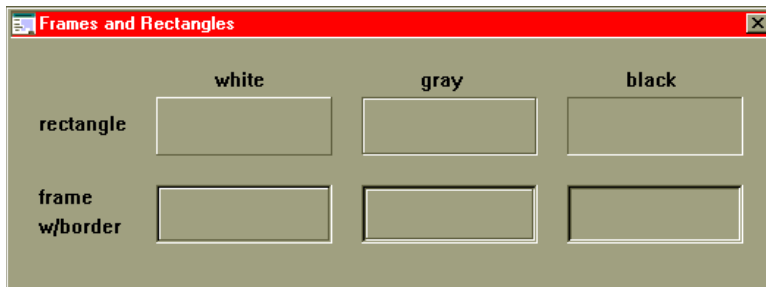 Frames and Rectangles
white gray black
rectangle
frame
w/border